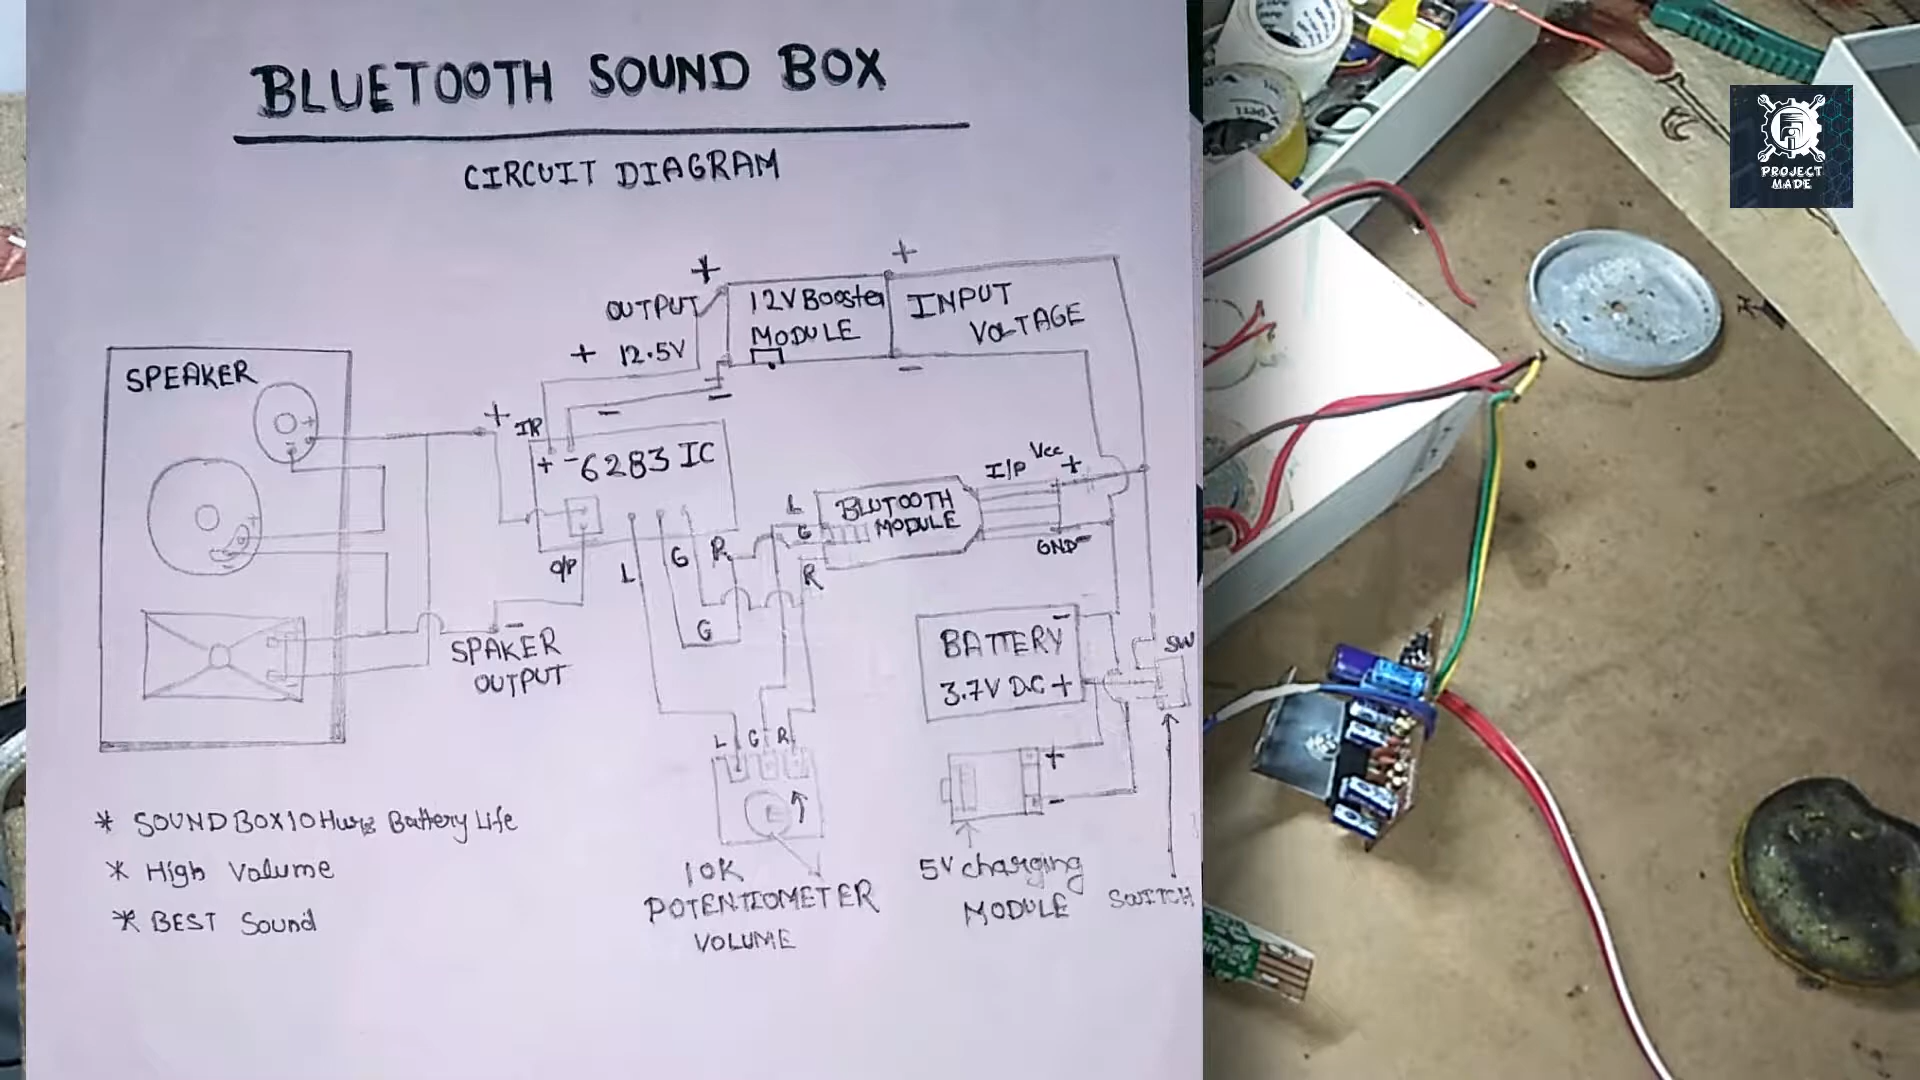 BLUETOOTH SOUND BOX
CIRCUIT DIAGRAM
PROJECT
MADE
+
+
OUTPUT
12V Booster
MODULE
INPUT
VOLTAGE
+ 12.5V
-
-
-
SPEAKER
+
+
-
+
+ - 6283 IC
I/P Vcc +
L
G
R
BLUTOOTH
MODULE
GND -
O/P
L
G
R
G
SPAKER
OUTPUT
-
BATTERY -
3.7V D.C +
SW
L G R
+
-
* SOUND BOX 10 Hurs Battery Life
* High Volume
* BEST Sound
10K
POTENTIOMETER
VOLUME
5V charging
MODULE
SWITCH